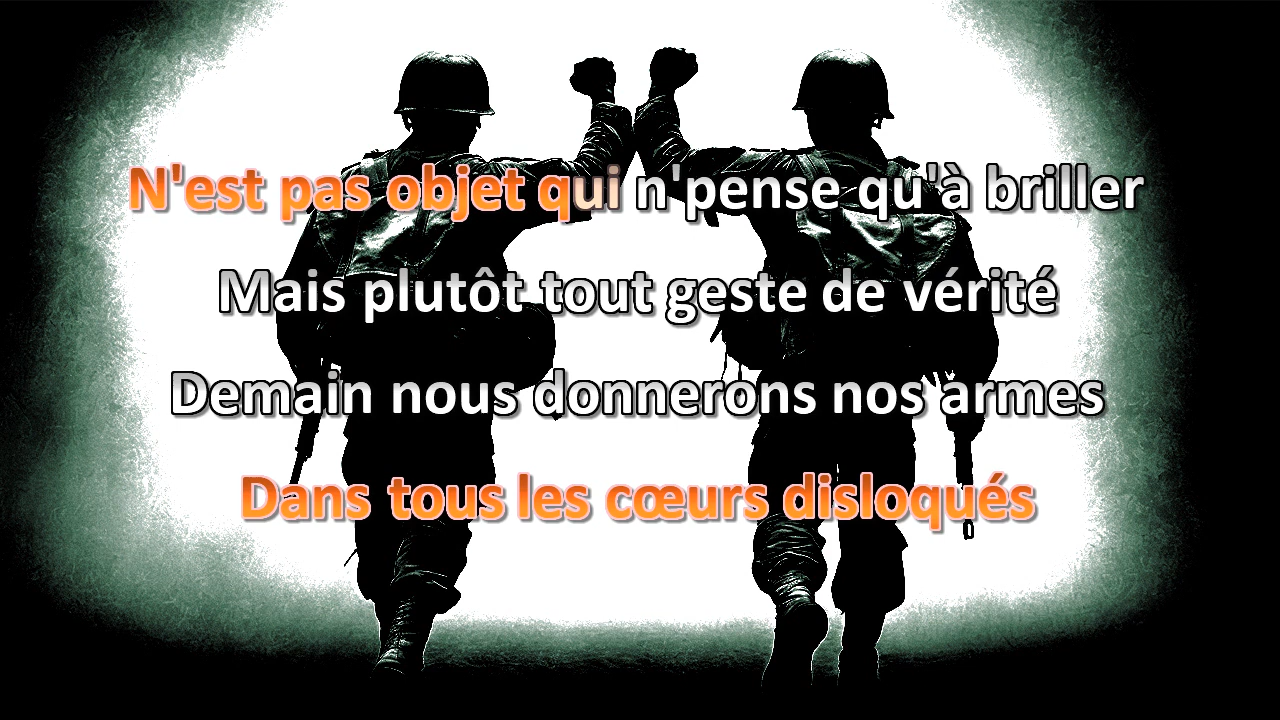 N'est pas objet qui n'pense qu'à briller
Mais plutôt tout geste de vérité
Demain nous donnerons nos armes
Dans tous les cœurs disloqués